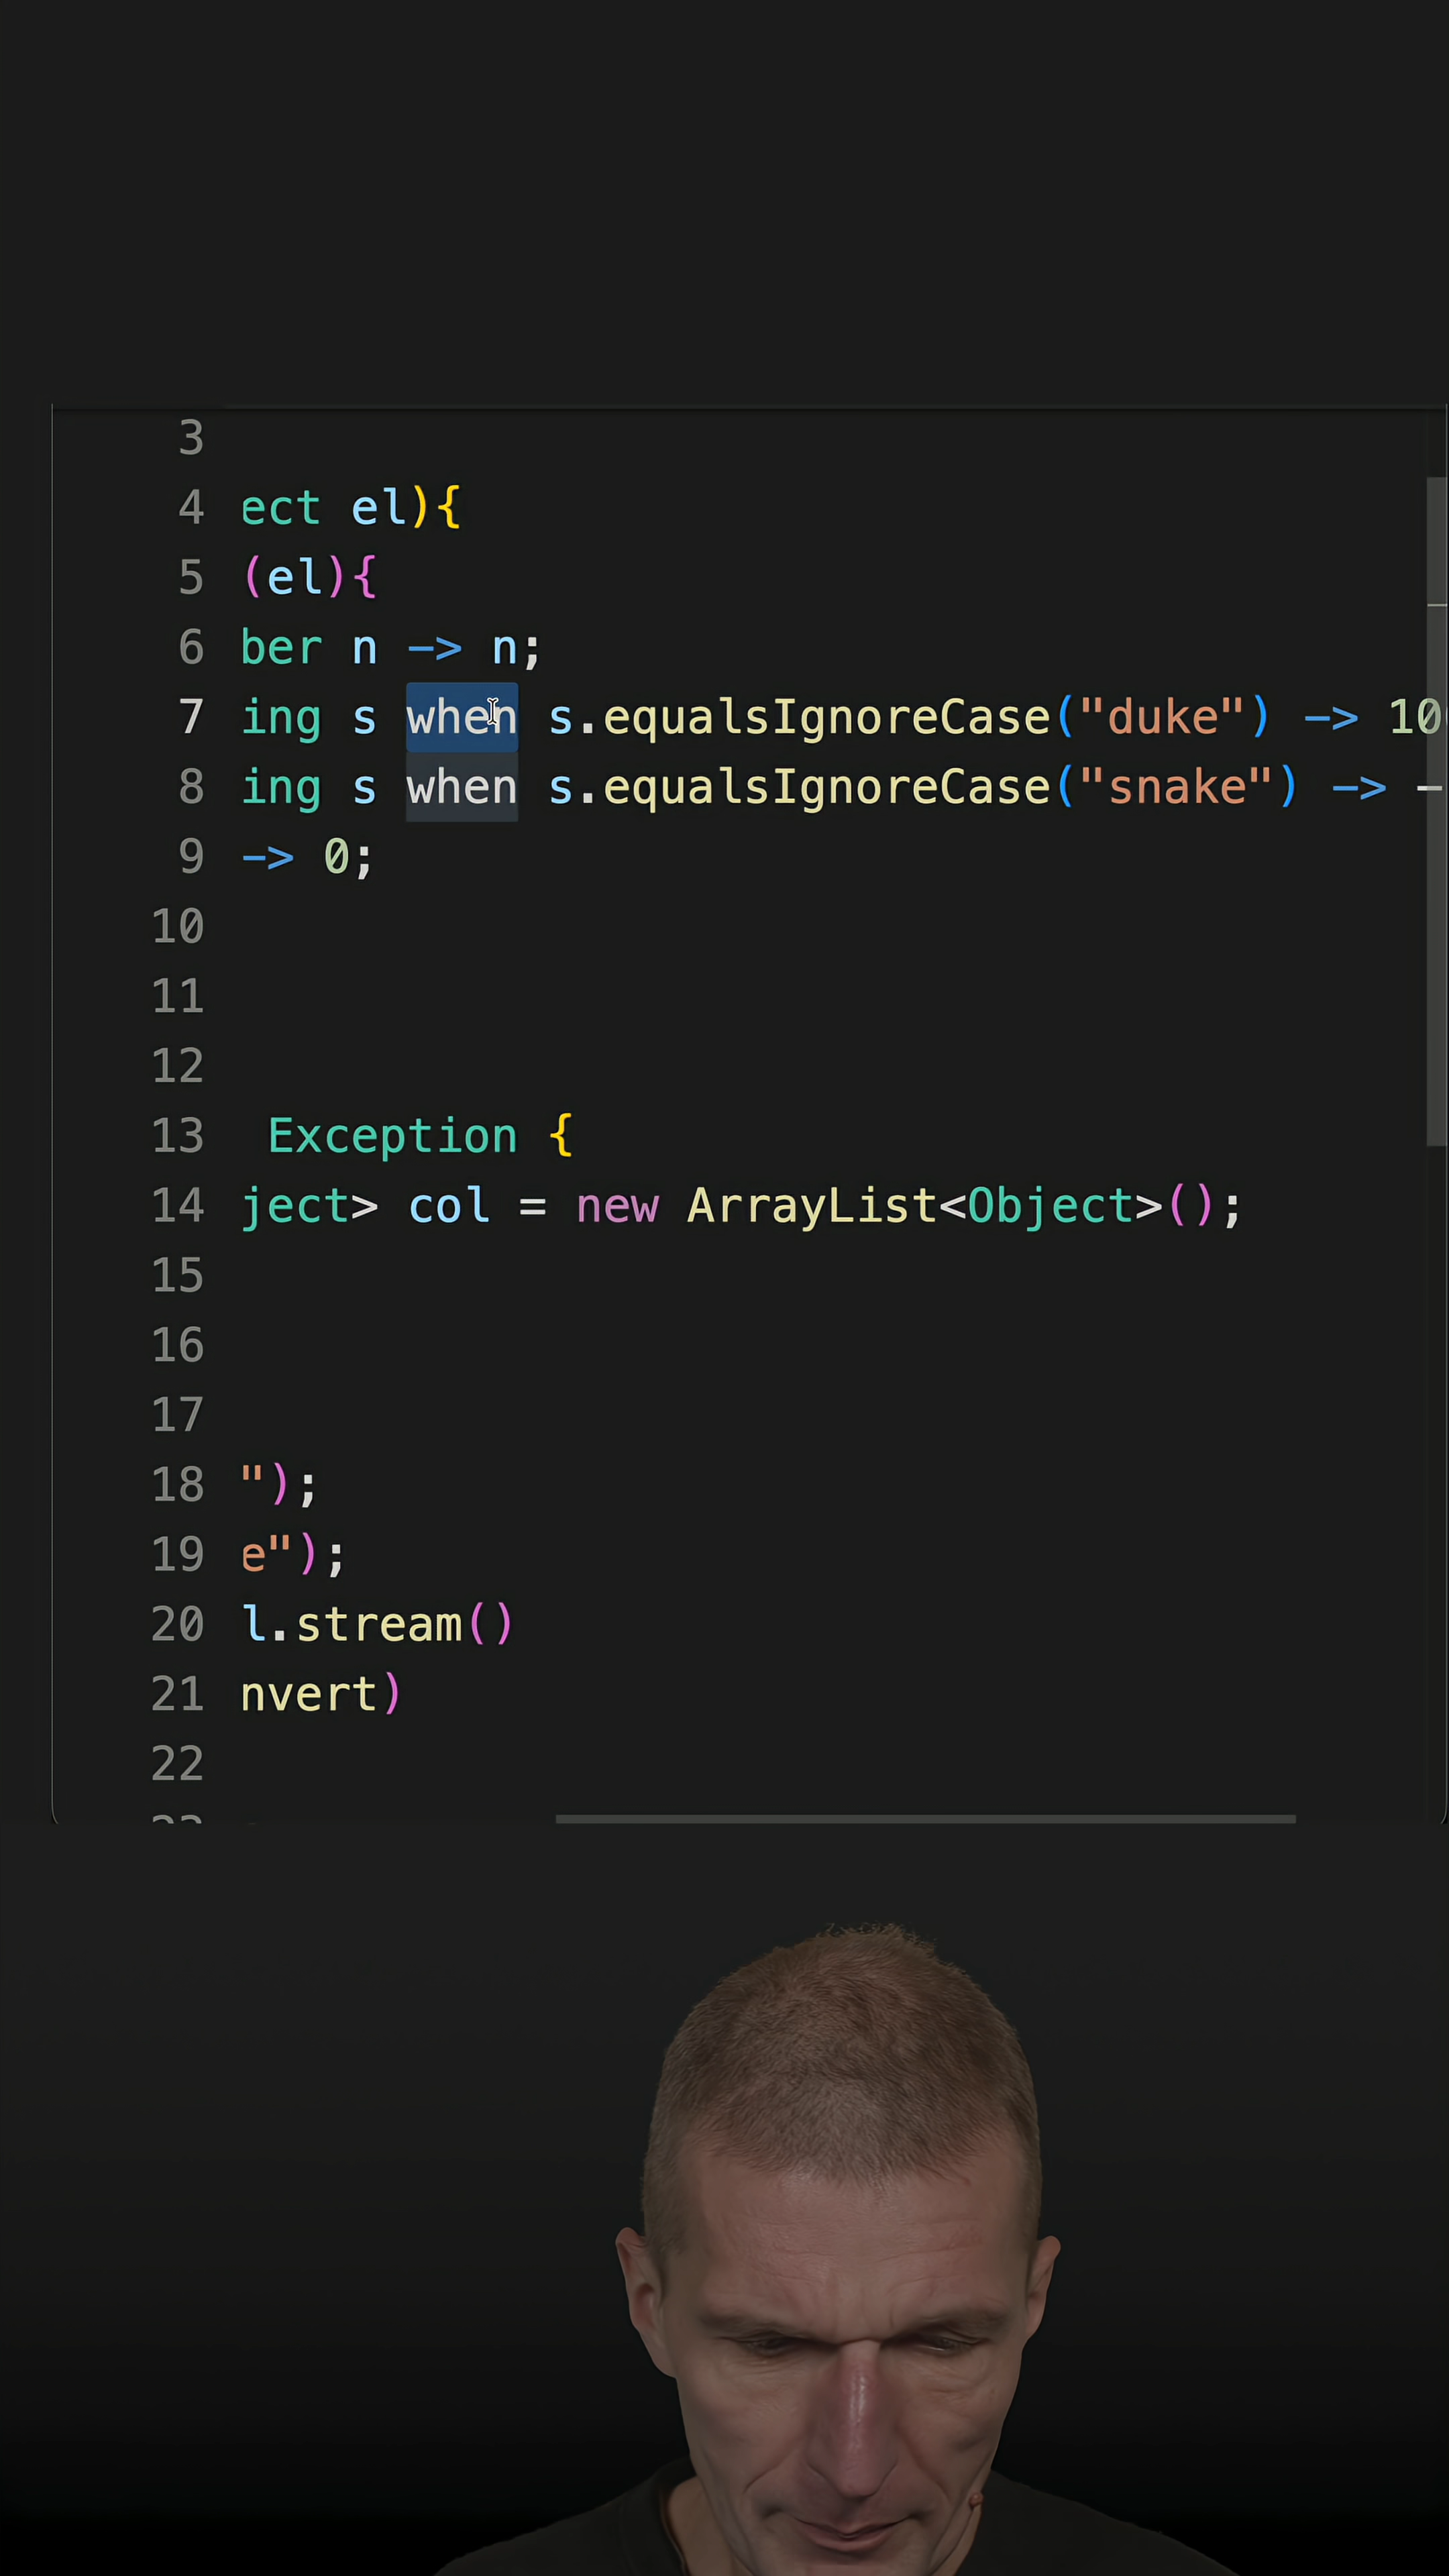 3
4 ect el){
5 (el){
6 ber n -> n;
7 ing s when s.equalsIgnoreCase("duke") -> 10
8 ing s when s.equalsIgnoreCase("snake") -> -
9 -> 0;
10
11
12
13 Exception {
14 ject> col = new ArrayList<Object>();
15
16
17
18 ");
19 e");
20 l.stream()
21 nvert)
22